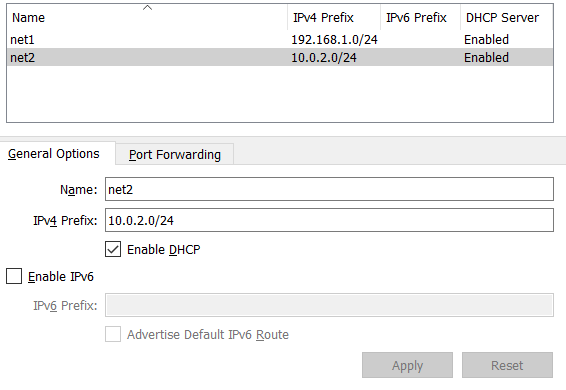 Name IPv4 Prefix IPv6 Prefix DHCP Server
net1 192.168.1.0/24 Enabled
net2 10.0.2.0/24 Enabled
General Options Port Forwarding
Name: net2
IPv4 Prefix: 10.0.2.0/24
Enable DHCP
Enable IPv6
IPv6 Prefix:
Advertise Default IPv6 Route
Apply Reset